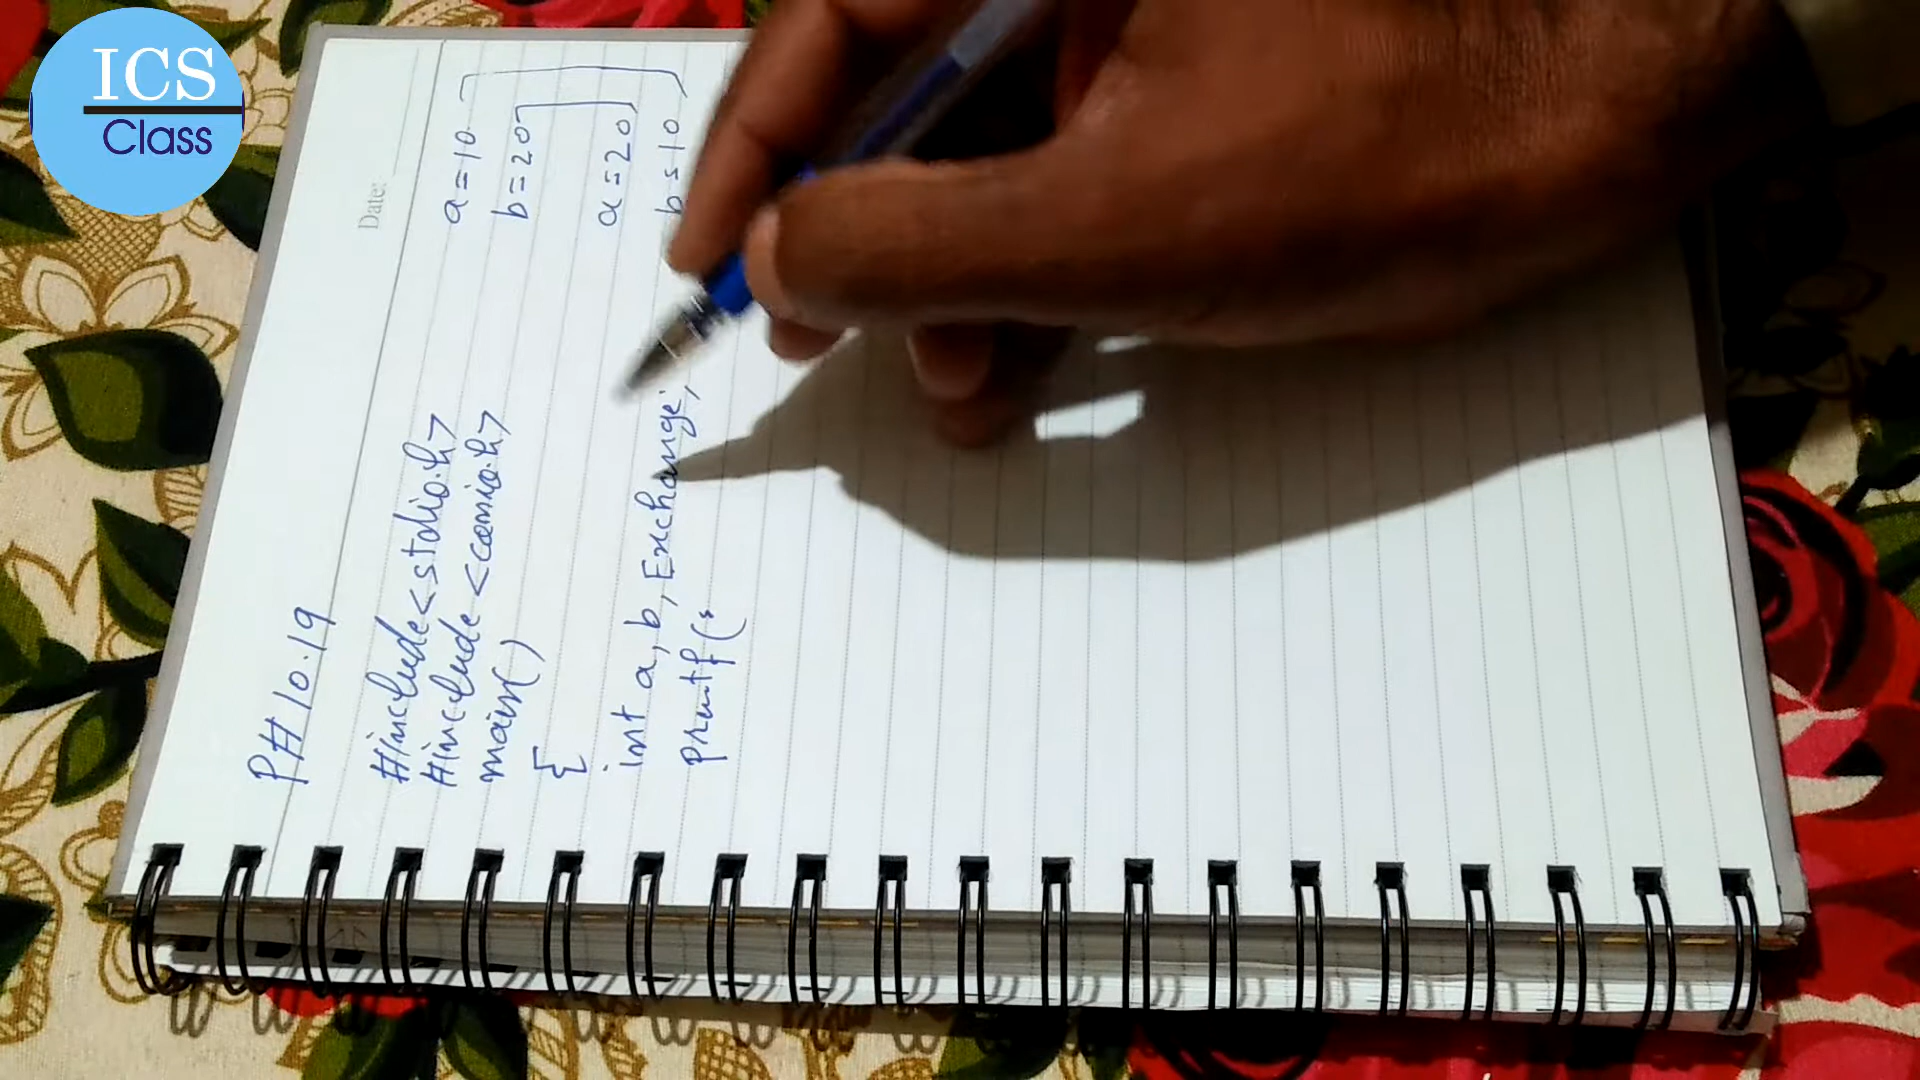 ICS
Class
Date:
P# 10.19
#include<stdio.h>
#include <conio.h>
main()
{
int a, b, Exchange;
printf("
a=10
b=20
a=20
b=10